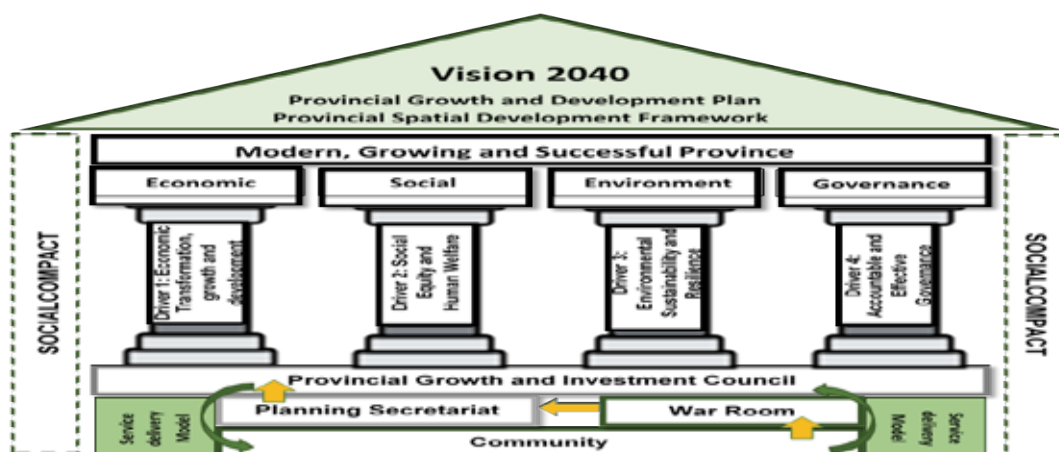 Vision 2040
Provincial Growth and Development Plan
Provincial Spatial Development Framework
Modern, Growing and Successful Province
Economic
Social
Environment
Governance
SOCIALCOMPACT
Driver 1: Economic
Transformation,
growth and
development
Driver 2: Social
Equity and
Human Welfare
Driver 3:
Environmental
Sustainability and
Resilience
Driver 4:
Accountable and
Effective
Governance
SOCIALCCMPACT
Provincial Growth and Investment Council
Service
delivery
Model
Planning Secretariat
War Room
Service
delivery
Model
Community